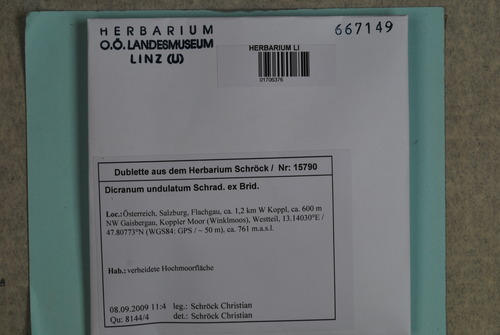 HERBARIUM
O.Ö. LANDESMUSEUM
LINZ (LI)
667149
HERBARIUM LI
01706376
Dublette aus dem Herbarium Schröck / Nr: 15790
Dicranum undulatum Schrad. ex Brid.
Loc.: Österreich, Salzburg, Flachgau, ca. 1,2 km W Koppl, ca. 600 m
NW Gaisbergau, Koppler Moor (Winklmoos), Westteil, 13.14030°E /
47.80773°N (WGS84: GPS / ~ 50 m), ca. 761 m.a.s.l.
Hab.: verheidete Hochmoorfläche
08.09.2009 11:4 leg.: Schröck Christian
Qu: 8144/4 det.: Schröck Christian